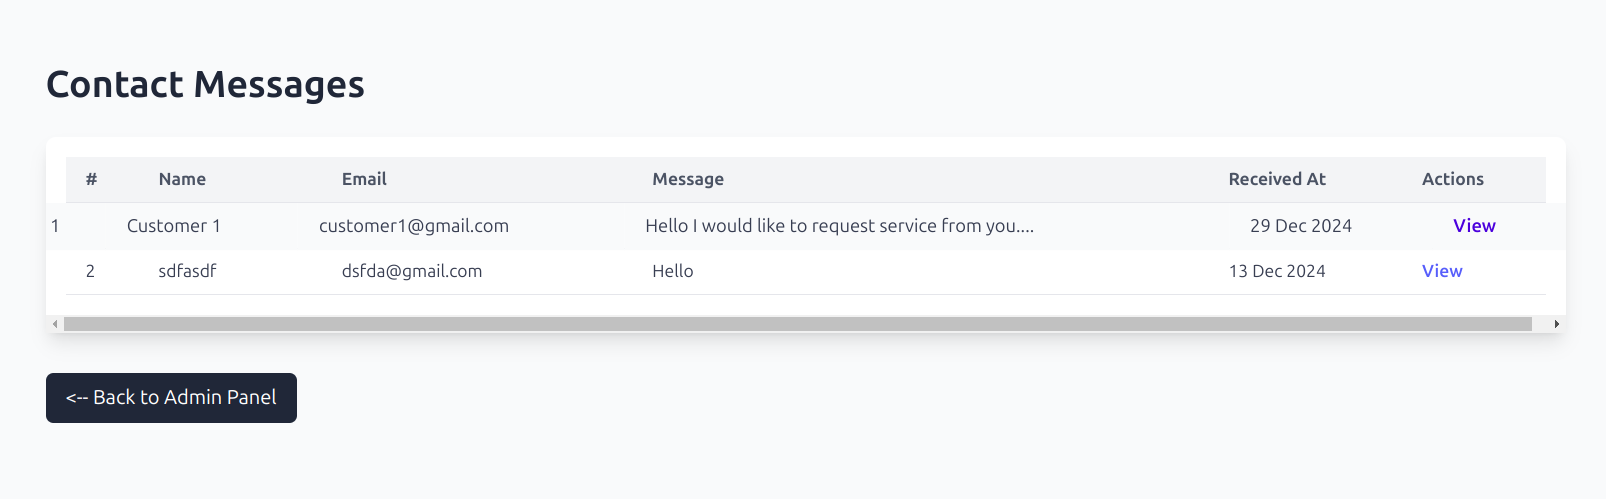 Contact Messages
# Name Email Message Received At Actions
1 Customer 1 customer1@gmail.com Hello I would like to request service from you.... 29 Dec 2024 View
2 sdfasdf dsfda@gmail.com Hello 13 Dec 2024 View
<-- Back to Admin Panel